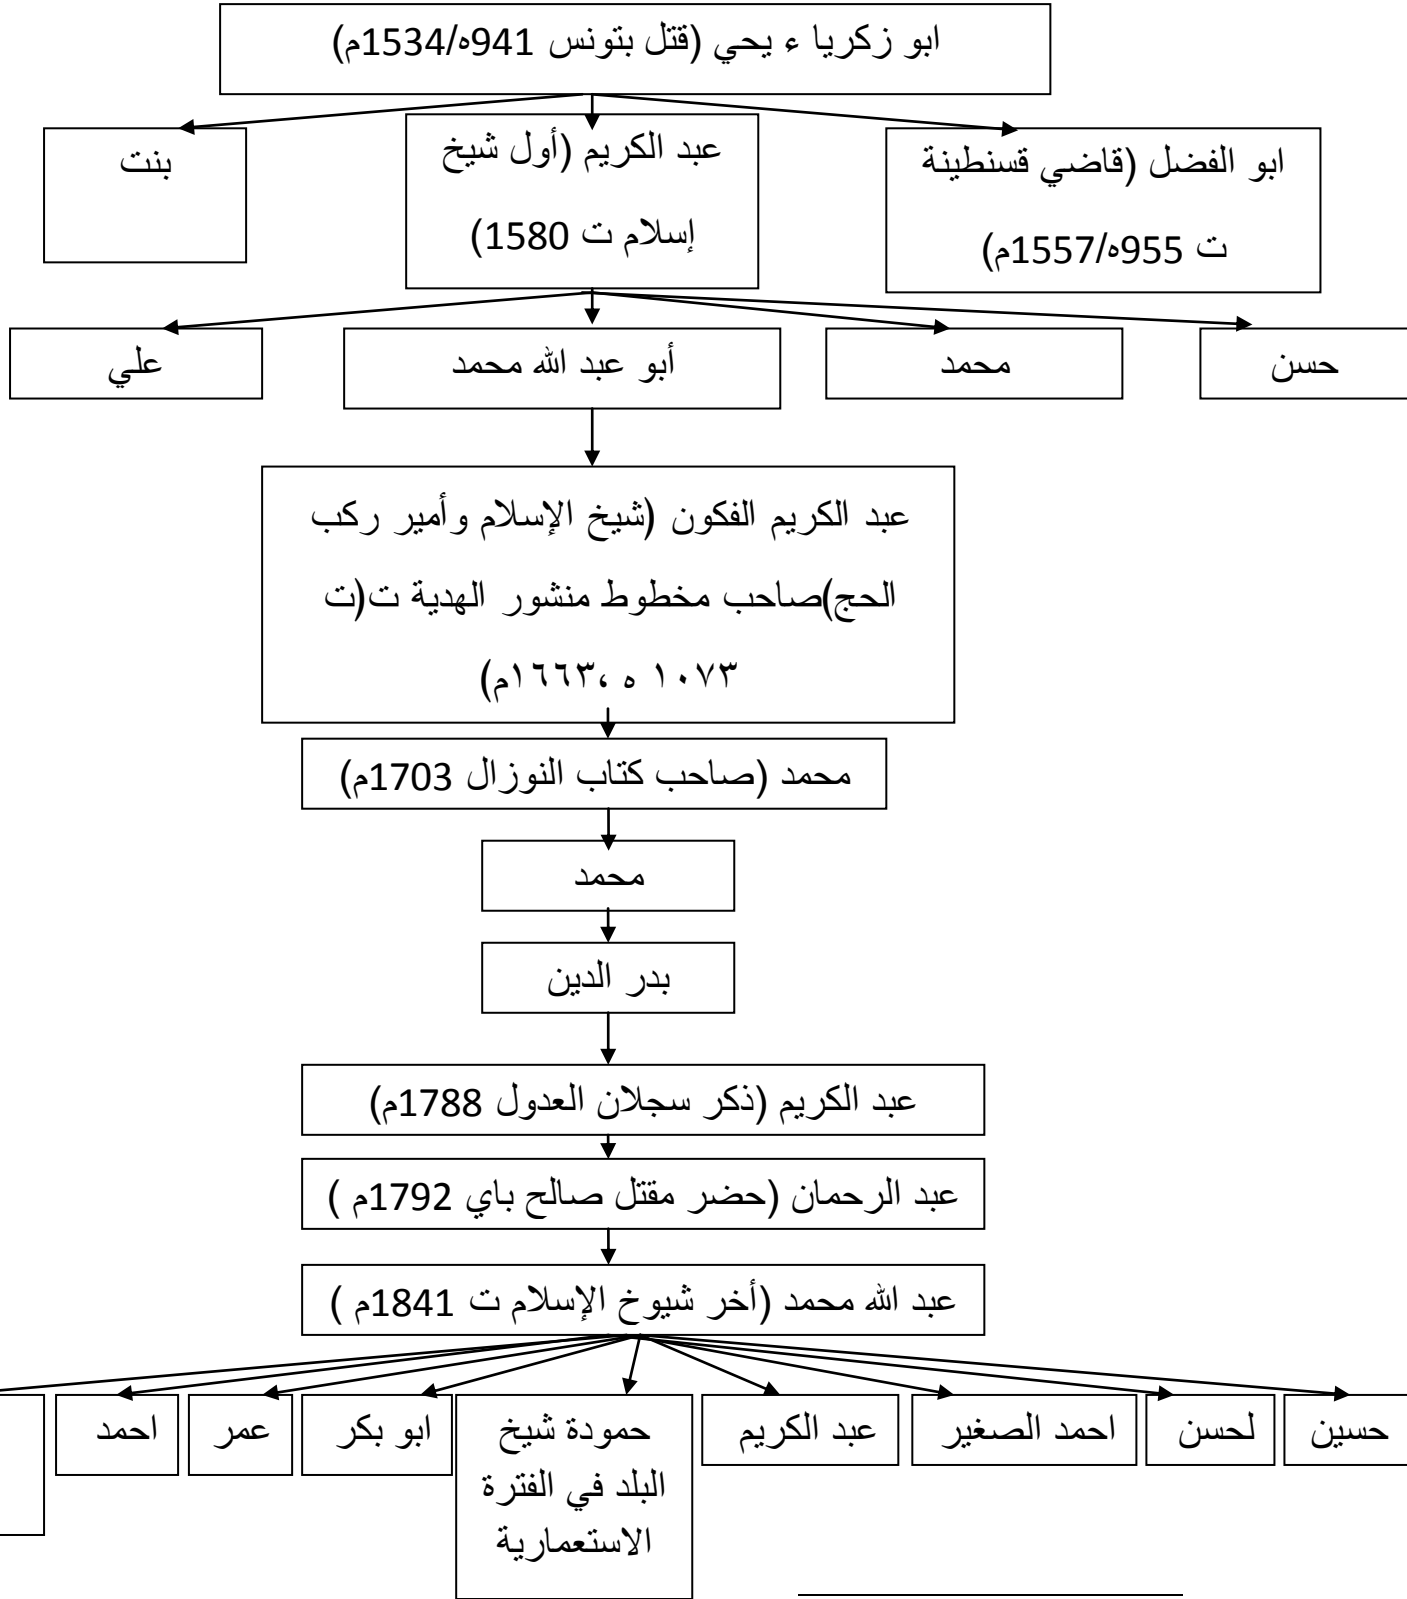 ابو زكريا ء يحي (قتل بتونس 941ه/1534م)
ابو الفضل (قاضي قسنطينة
ت 955ه/1557م)
عبد الكريم (أول شيخ
إسلام ت 1580)
بنت
حسن
محمد
أبو عبد الله محمد
علي
عبد الكريم الفكون (شيخ الإسلام وأمير ركب
الحج)صاحب مخطوط منشور الهدية ت(ت
١٠٧٣ ه ،١٦٦٣م)
محمد (صاحب كتاب النوزال 1703م)
محمد
بدر الدين
عبد الكريم (ذكر سجلان العدول 1788م)
عبد الرحمان (حضر مقتل صالح باي 1792م )
عبد الله محمد (أخر شيوخ الإسلام ت 1841م )
حسين
لحسن
احمد الصغير
عبد الكريم
حمودة شيخ
البلد في الفترة
الاستعمارية
ابو بكر
عمر
احمد